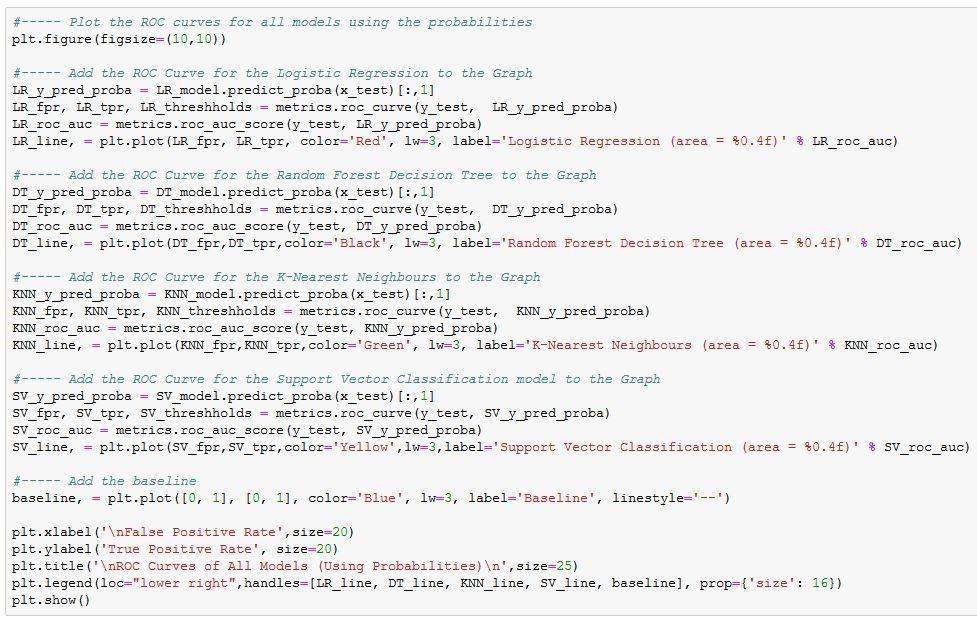 #----- Plot the ROC curves for all models using the probabilities
plt.figure(figsize=(10,10))
#----- Add the ROC Curve for the Logistic Regression to the Graph
LR_y_pred_proba = LR_model.predict_proba(x_test)[:,1]
LR_fpr, LR_tpr, LR_threshholds = metrics.roc_curve(y_test,  LR_y_pred_proba)
LR_roc_auc = metrics.roc_auc_score(y_test, LR_y_pred_proba)
LR_line, = plt.plot(LR_fpr, LR_tpr, color='Red', lw=3, label='Logistic Regression (area = %0.4f)' % LR_roc_auc)
#----- Add the ROC Curve for the Random Forest Decision Tree to the Graph
DT_y_pred_proba = DT_model.predict_proba(x_test)[:,1]
DT_fpr, DT_tpr, DT_threshholds = metrics.roc_curve(y_test,  DT_y_pred_proba)
DT_roc_auc = metrics.roc_auc_score(y_test, DT_y_pred_proba)
DT_line, = plt.plot(DT_fpr,DT_tpr,color='Black', lw=3, label='Random Forest Decision Tree (area = %0.4f)' % DT_roc_auc)
#----- Add the ROC Curve for the K-Nearest Neighbours to the Graph
KNN_y_pred_proba = KNN_model.predict_proba(x_test)[:,1]
KNN_fpr, KNN_tpr, KNN_threshholds = metrics.roc_curve(y_test,  KNN_y_pred_proba)
KNN_roc_auc = metrics.roc_auc_score(y_test, KNN_y_pred_proba)
KNN_line, = plt.plot(KNN_fpr,KNN_tpr,color='Green', lw=3, label='K-Nearest Neighbours (area = %0.4f)' % KNN_roc_auc)
#----- Add the ROC Curve for the Support Vector Classification model to the Graph
SV_y_pred_proba = SV_model.predict_proba(x_test)[:,1]
SV_fpr, SV_tpr, SV_threshholds = metrics.roc_curve(y_test, SV_y_pred_proba)
SV_roc_auc = metrics.roc_auc_score(y_test, SV_y_pred_proba)
SV_line, = plt.plot(SV_fpr,SV_tpr,color='Yellow',lw=3,label='Support Vector Classification (area = %0.4f)' % SV_roc_auc)
#----- Add the baseline
baseline, = plt.plot([0, 1], [0, 1], color='Blue', lw=3, label='Baseline', linestyle='--')
plt.xlabel('\nFalse Positive Rate',size=20)
plt.ylabel('True Positive Rate', size=20)
plt.title('\nROC Curves of All Models (Using Probabilities)\n',size=25)
plt.legend(loc="lower right",handles=[LR_line, DT_line, KNN_line, SV_line, baseline], prop={'size': 16})
plt.show()